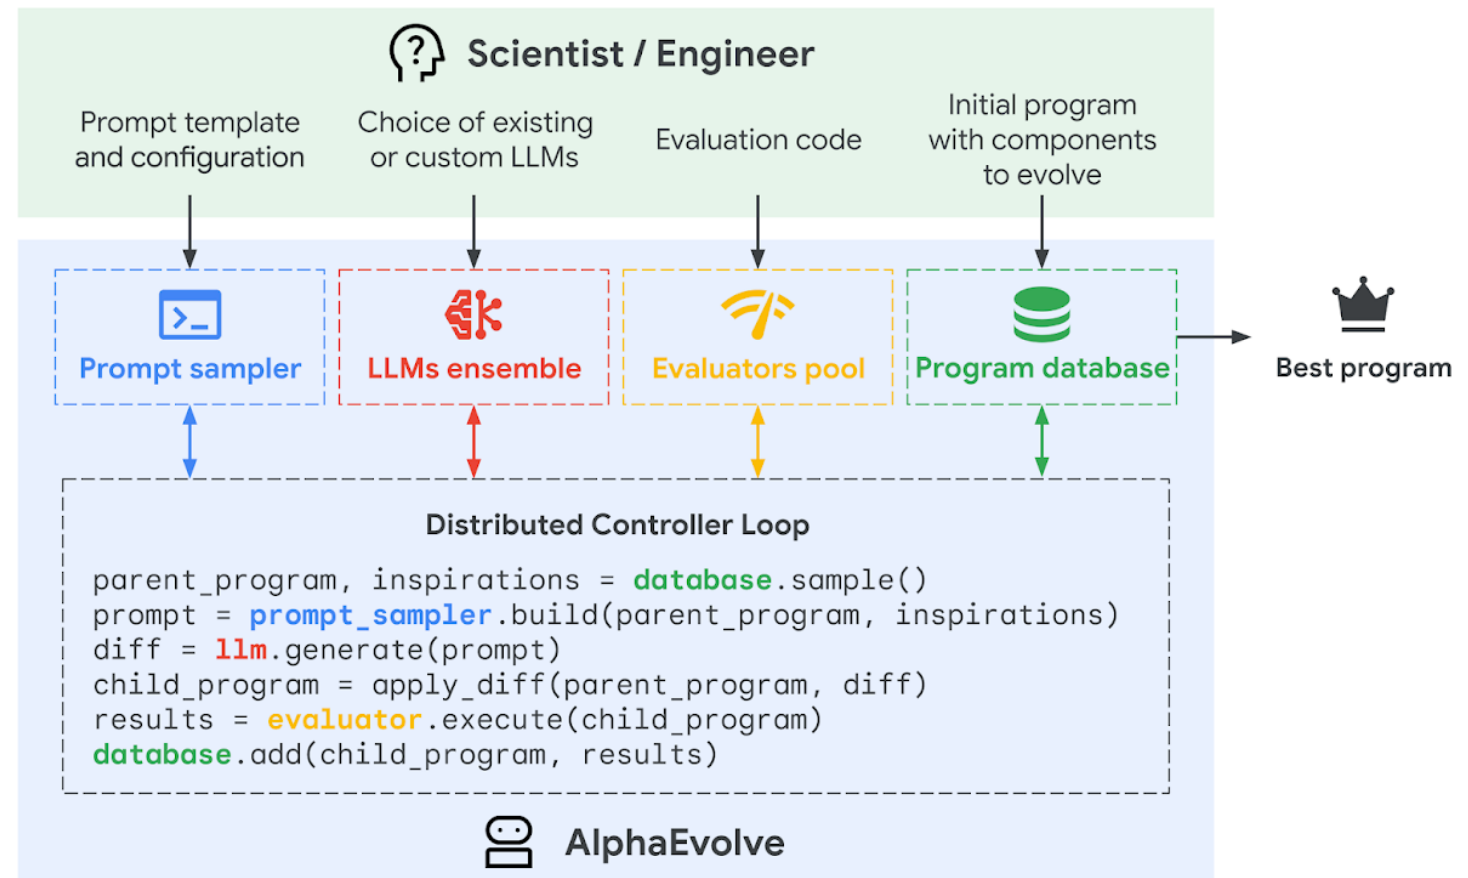 Scientist / Engineer
Prompt template
and configuration
Choice of existing
or custom LLMs
Evaluation code
Initial program
with components
to evolve
Prompt sampler
LLMs ensemble
Evaluators pool
Program database
Best program
Distributed Controller Loop
parent_program, inspirations = database.sample()
prompt = prompt_sampler.build(parent_program, inspirations)
diff = llm.generate(prompt)
child_program = apply_diff(parent_program, diff)
results = evaluator.execute(child_program)
database.add(child_program, results)
AlphaEvolve